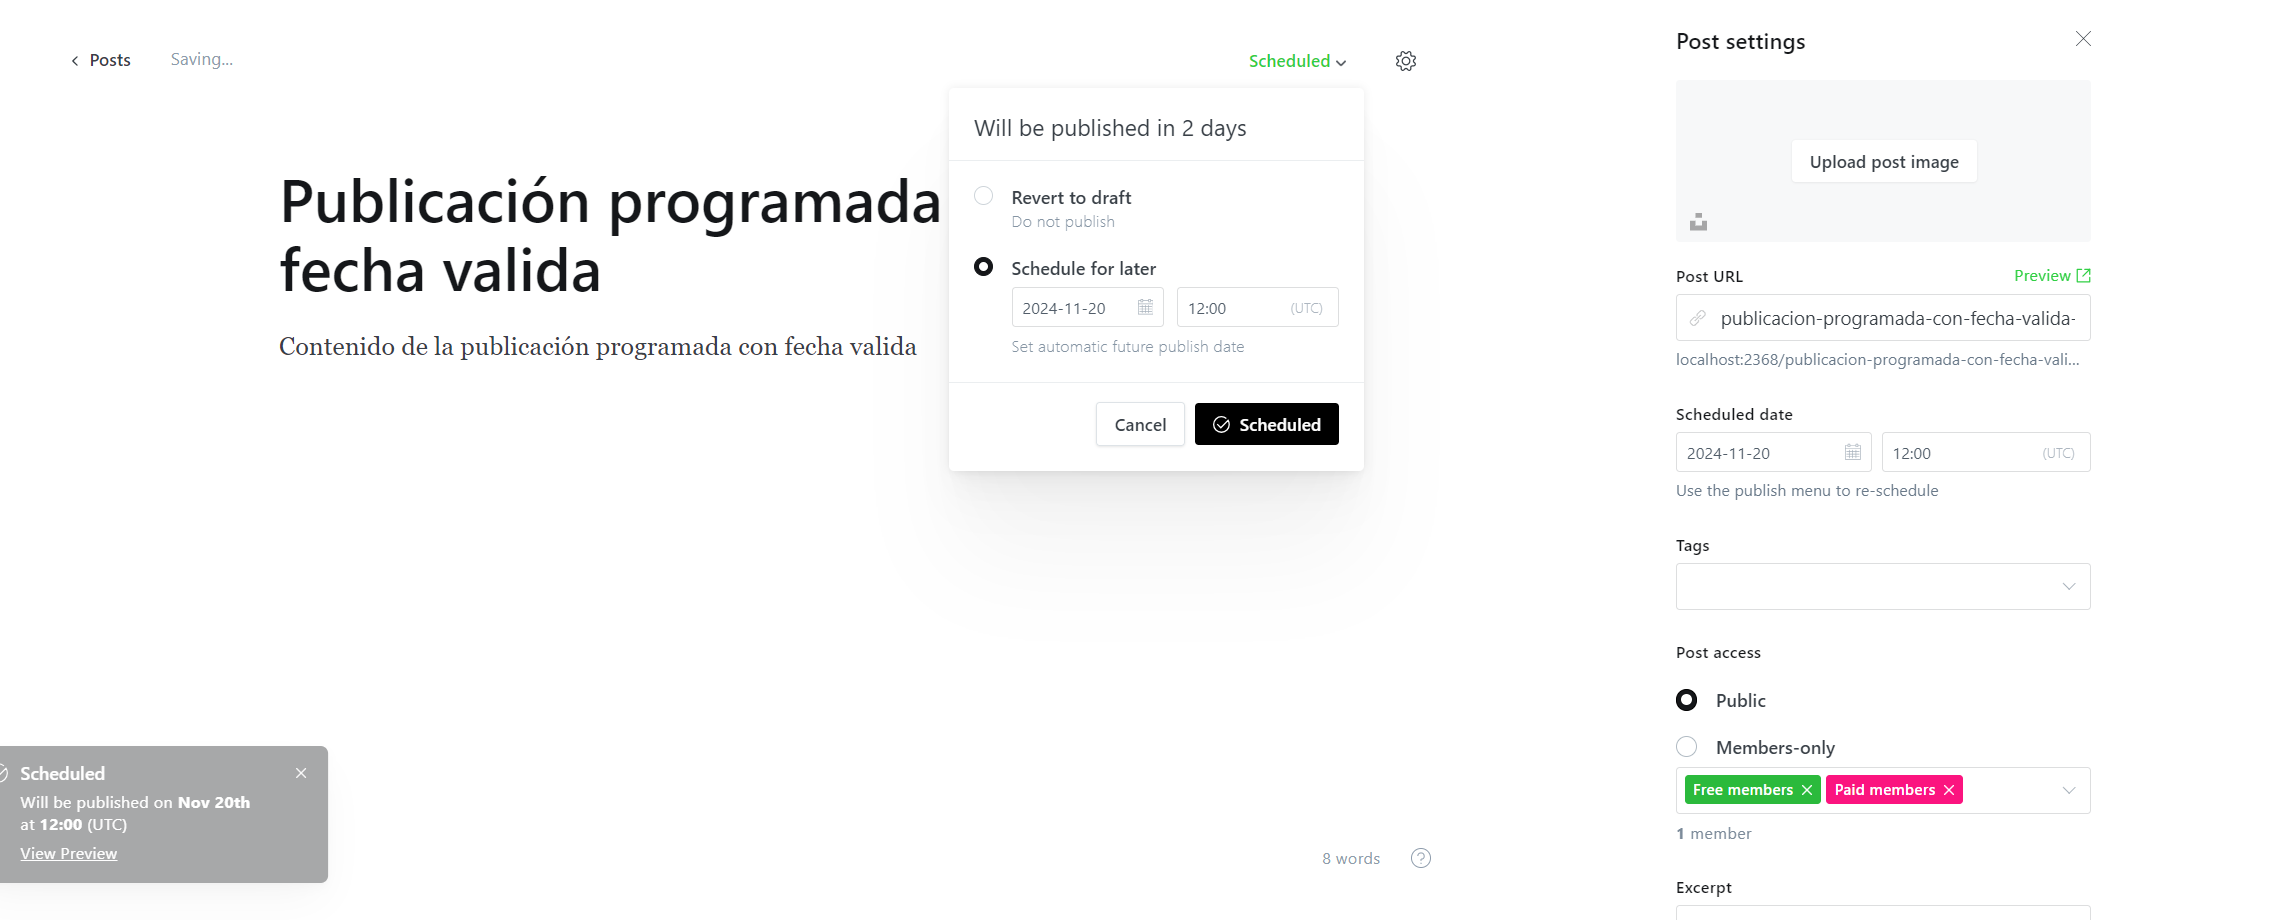 Posts
Saving...
Scheduled
Will be published in 2 days
Revert to draft
Do not publish
Schedule for later
2024-11-20
12:00
(UTC)
Set automatic future publish date
Cancel
Scheduled
Publicación programada
fecha valida
Contenido de la publicación programada con fecha valida
Scheduled
Will be published on Nov 20th
at 12:00 (UTC)
View Preview
8 words
?
Post settings
Upload post image
Post URL
Preview
publicacion-programada-con-fecha-valida-
localhost:2368/publicacion-programada-con-fecha-vali...
Scheduled date
2024-11-20
12:00
(UTC)
Use the publish menu to re-schedule
Tags
Post access
Public
Members-only
Free members
Paid members
1 member
Excerpt